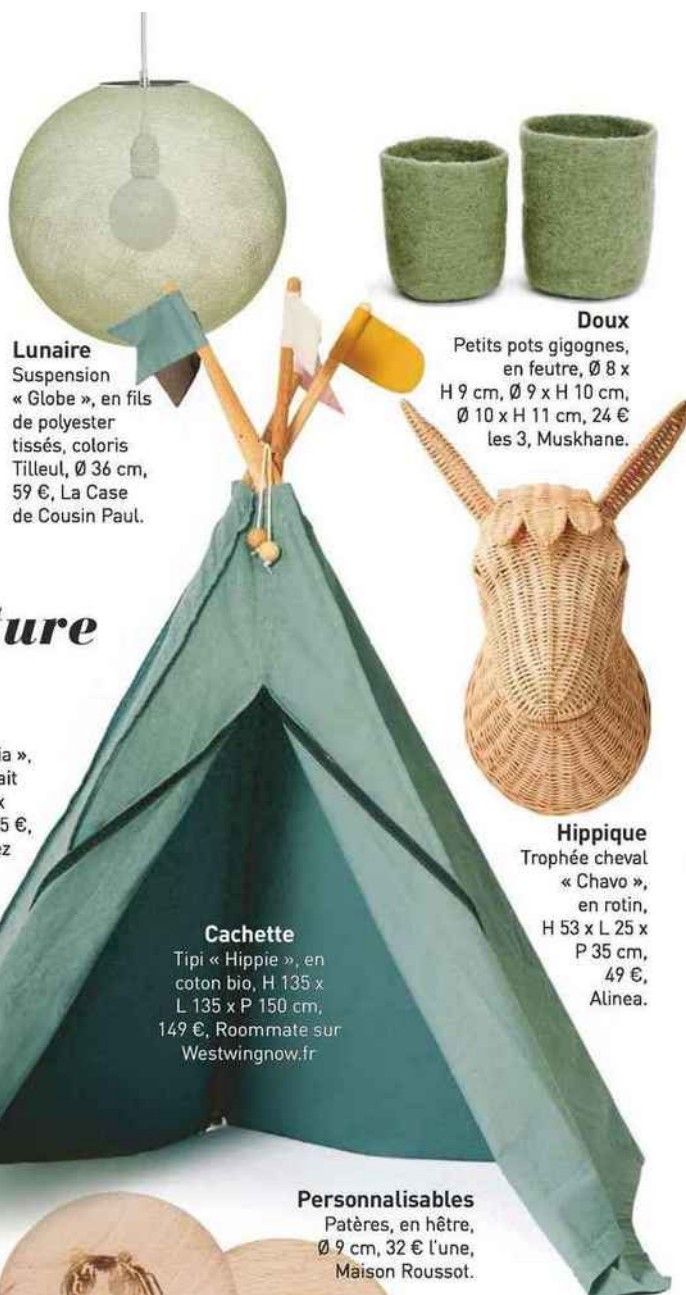 Lunaire
Suspension
« Globe », en fils
de polyester
tissés, coloris
Tilleul, Ø 36 cm,
59 €, La Case
de Cousin Paul.
Doux
Petits pots gigognes,
en feutre, Ø 8 x
H 9 cm, Ø 9 x H 10 cm,
Ø 10 x H 11 cm, 24 €
les 3, Muskhane.
Hippique
Trophée cheval
« Chavo »,
en rotin,
H 53 x L 25 x
P 35 cm,
49 €,
Alinea.
Cachette
Tipi « Hippie », en
coton bio, H 135 x
L 135 x P 150 cm,
149 €, Roommate sur
Westwingnow.fr
Personnalisables
Patères, en hêtre,
Ø 9 cm, 32 € l'une,
Maison Roussot.